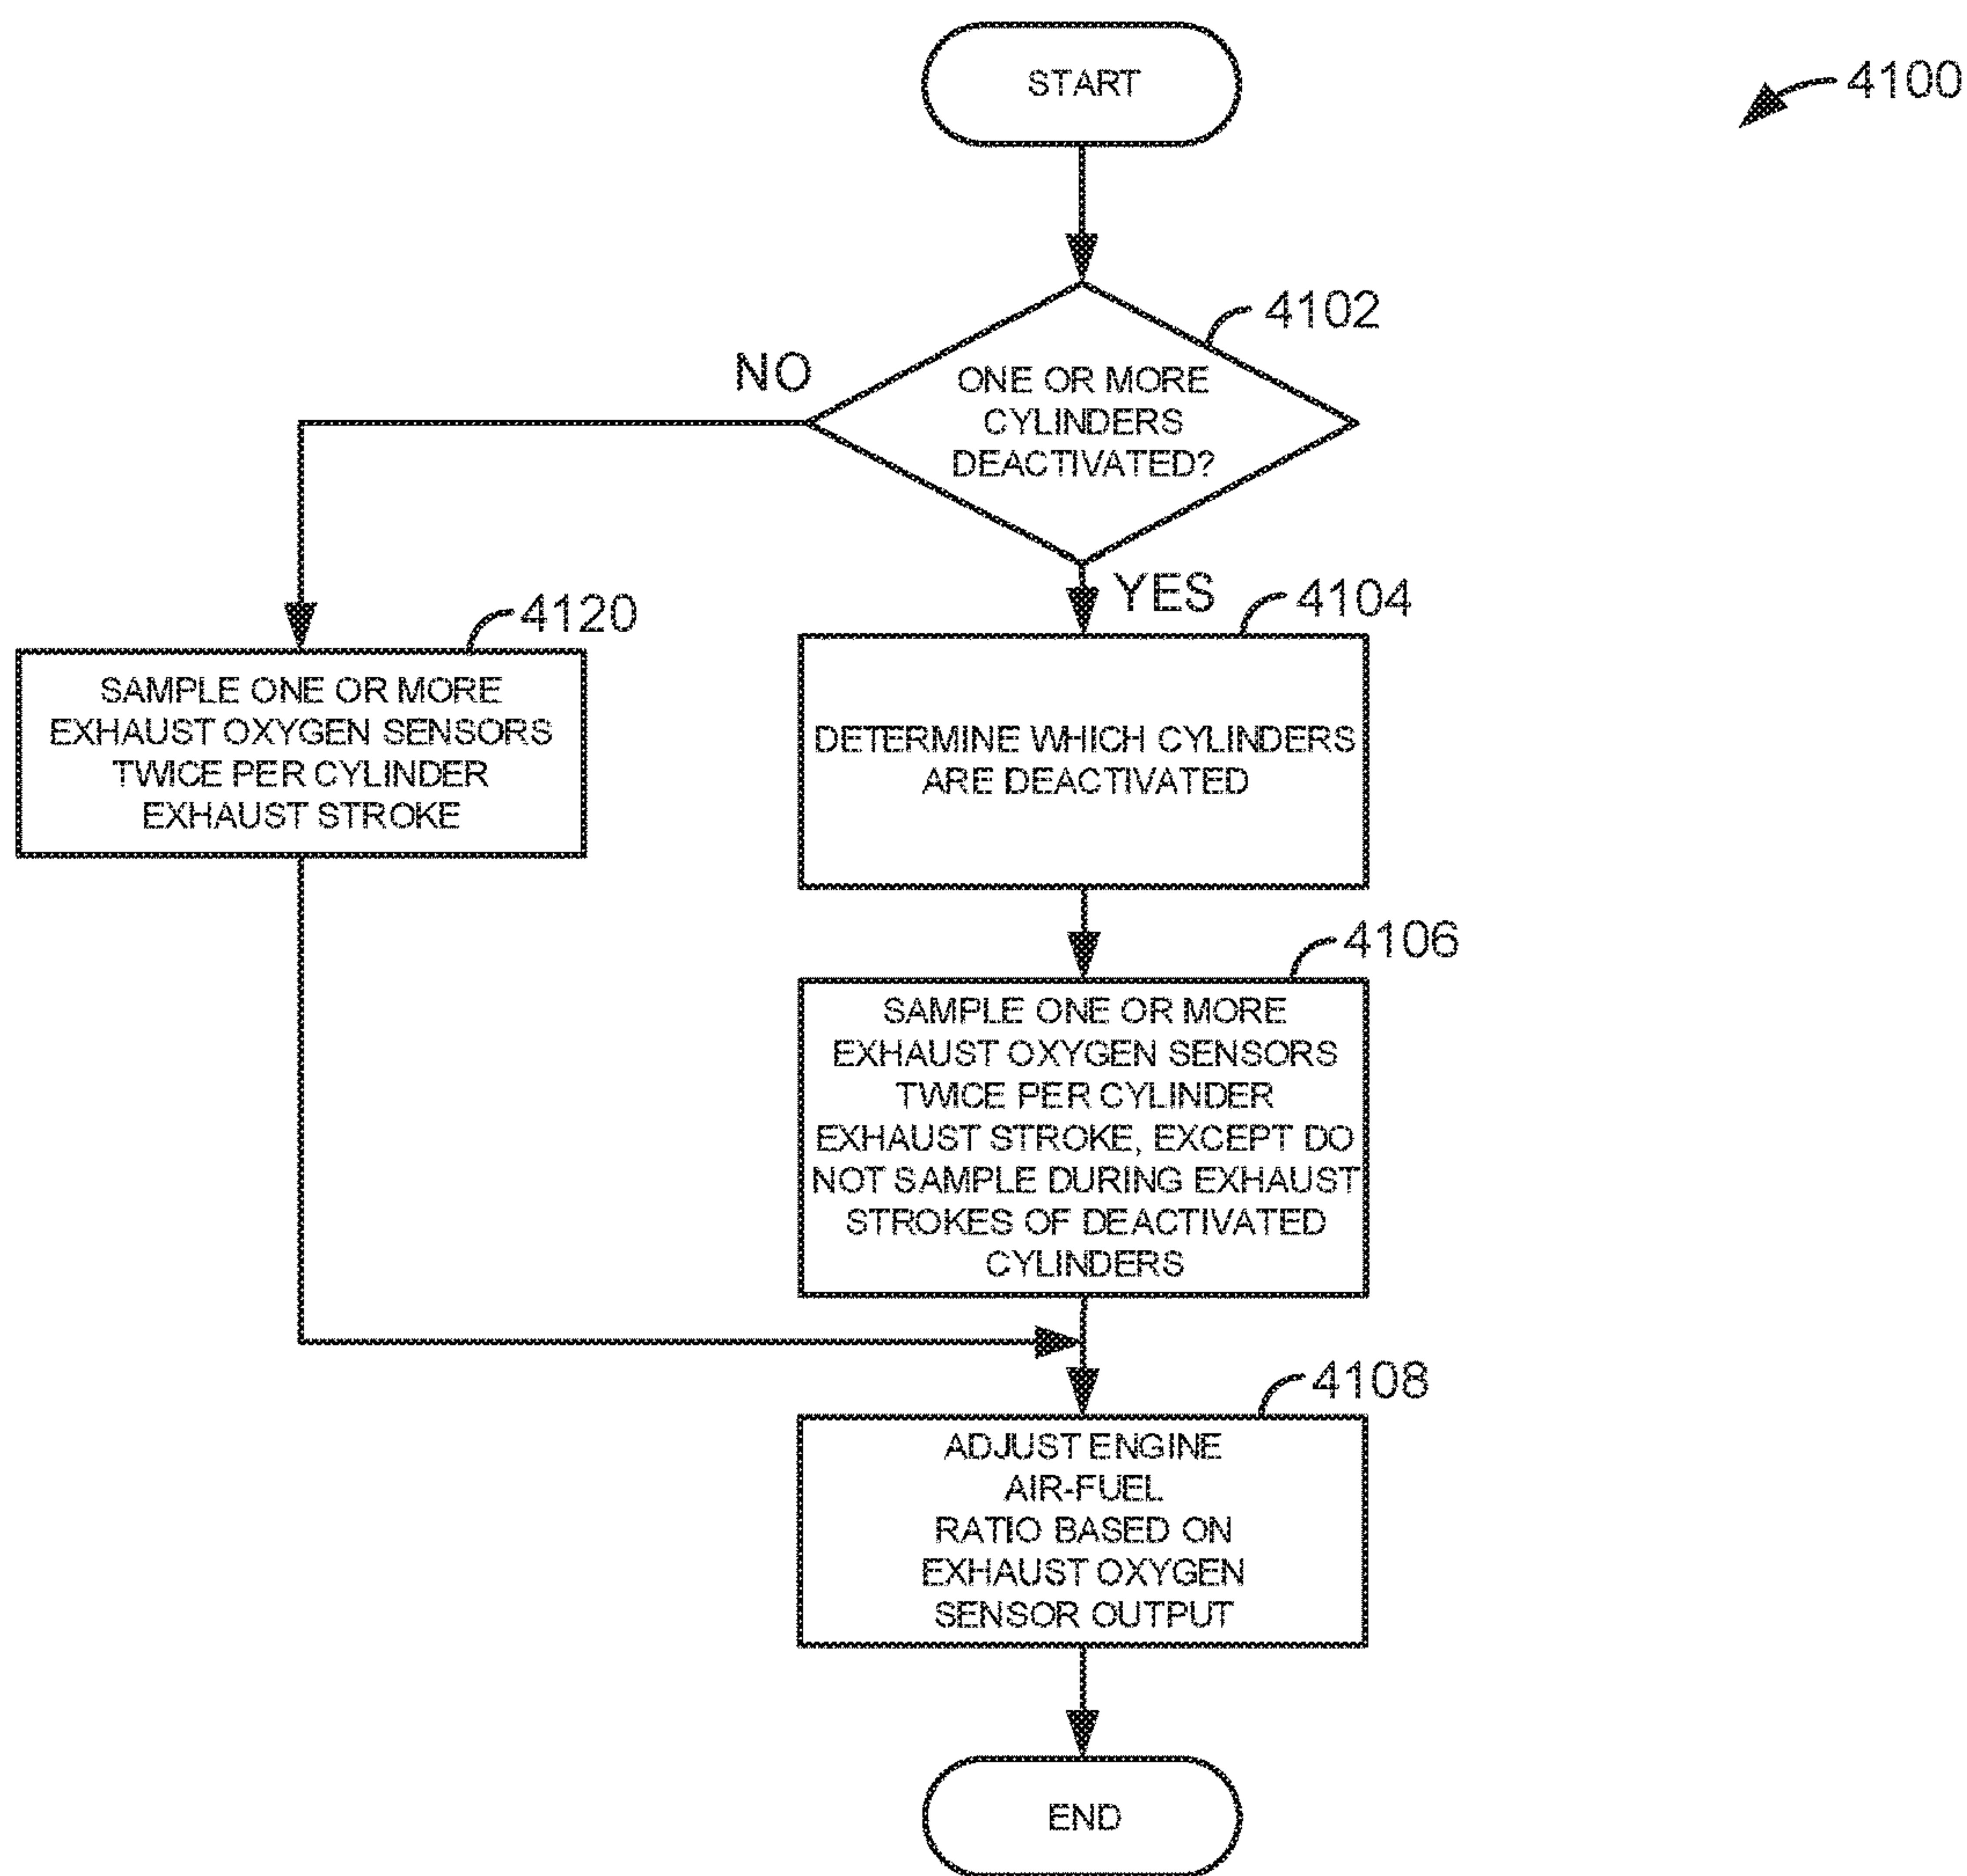 START
4100
4102
ONE OR MORE
CYLINDERS
DEACTIVATED?
NO
YES
4120
SAMPLE ONE OR MORE
EXHAUST OXYGEN SENSORS
TWICE PER CYLINDER
EXHAUST STROKE
4104
DETERMINE WHICH CYLINDERS
ARE DEACTIVATED
4106
SAMPLE ONE OR MORE
EXHAUST OXYGEN SENSORS
TWICE PER CYLINDER
EXHAUST STROKE, EXCEPT DO
NOT SAMPLE DURING EXHAUST
STROKES OF DEACTIVATED
CYLINDERS
4108
ADJUST ENGINE
AIR-FUEL
RATIO BASED ON
EXHAUST OXYGEN
SENSOR OUTPUT
END